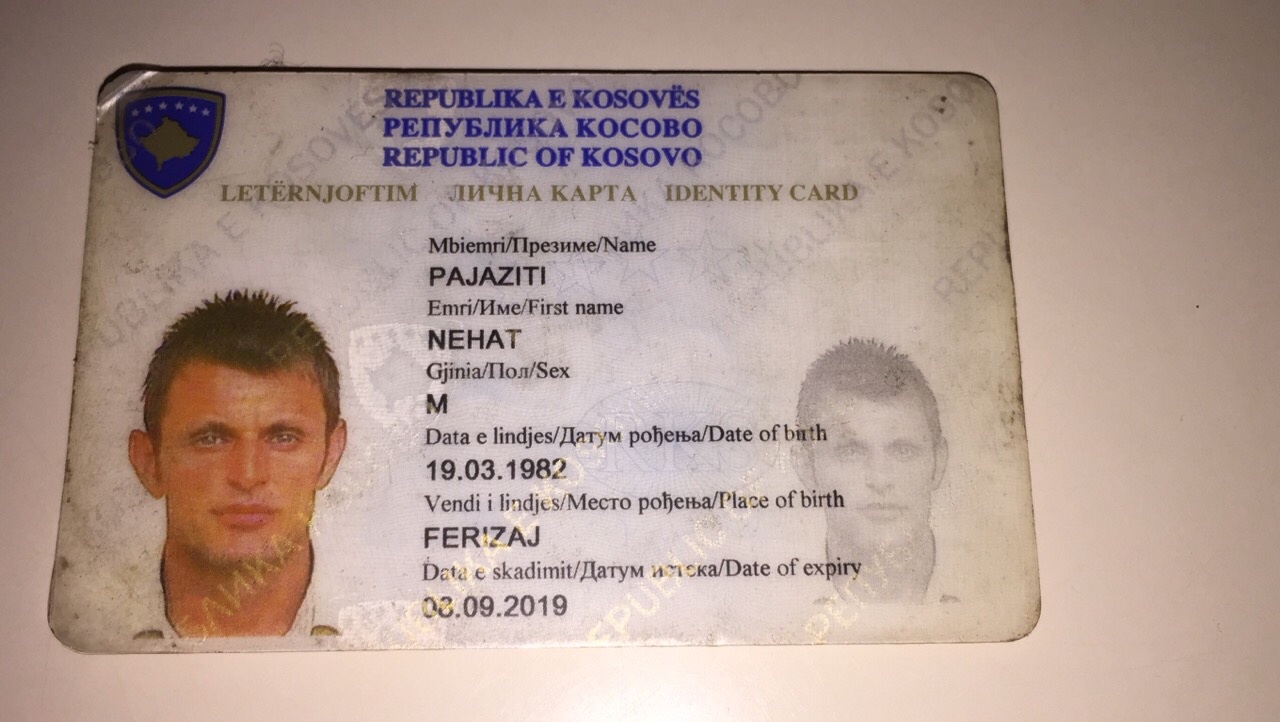 REPUBLIKA E KOSOVËS
РЕПУБЛИКА КОСОВО
REPUBLIC OF KOSOVO
LETËRNJOFTIM ЛИЧНА КАРТА IDENTITY CARD
Mbiemri/Презиме/Name
PAJAZITI
Emri/Име/First name
NEHAT
Gjinia/Пол/Sex
M
Data e lindjes/Датум рођења/Date of birth
19.03.1982
Vendi i lindjes/Место рођења/Place of birth
FERIZAJ
Data e skadimit/Датум истека/Date of expiry
08.09.2019